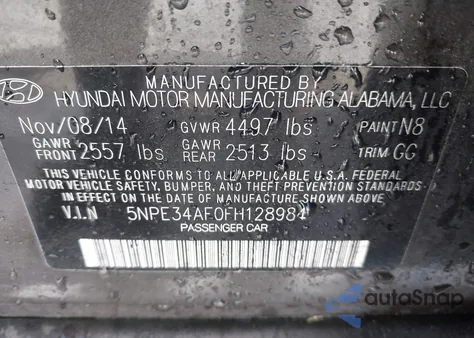 MANUFACTURED BY
HYUNDAI MOTOR MANUFACTURING ALABAMA, LLC
Nov/08/14 GVWR 4497 lbs PAINT N8
GAWR FRONT 2557 lbs GAWR REAR 2513 lbs TRIM GG
THIS VEHICLE CONFORMS TO ALL APPLICABLE U.S.A. FEDERAL
MOTOR VEHICLE SAFETY, BUMPER, AND THEFT PREVENTION STANDARDS
IN EFFECT ON THE DATE OF MANUFACTURE SHOWN ABOVE
V.I.N 5NPE34AF0FH128984
PASSENGER CAR
autoSnap